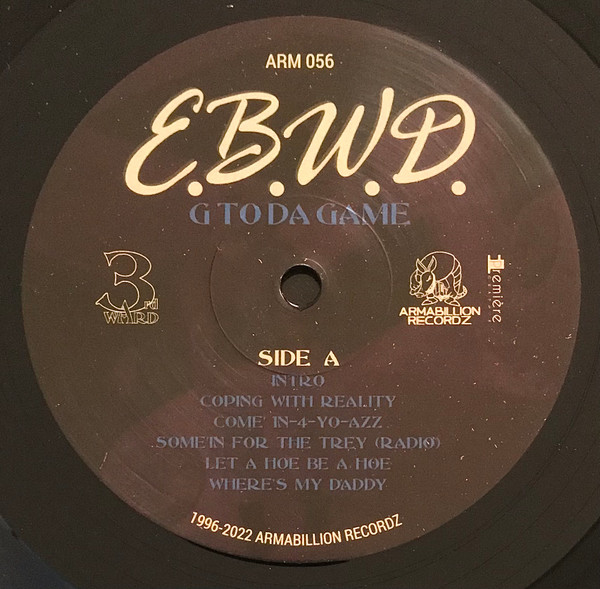 ARM 056
E.B.W.D.
G TO DA GAME
3rd
WARD
ARMABILLION
RECORDZ
Première
SIDE A
INTRO
COPING WITH REALITY
COME' IN-4-YO-AZZ
.SOME'IN FOR THE TREY (RADIO)
LET A HOE BE A HOE
WHERE'S MY DADDY
1996-2022 ARMABILLION RECORDZ